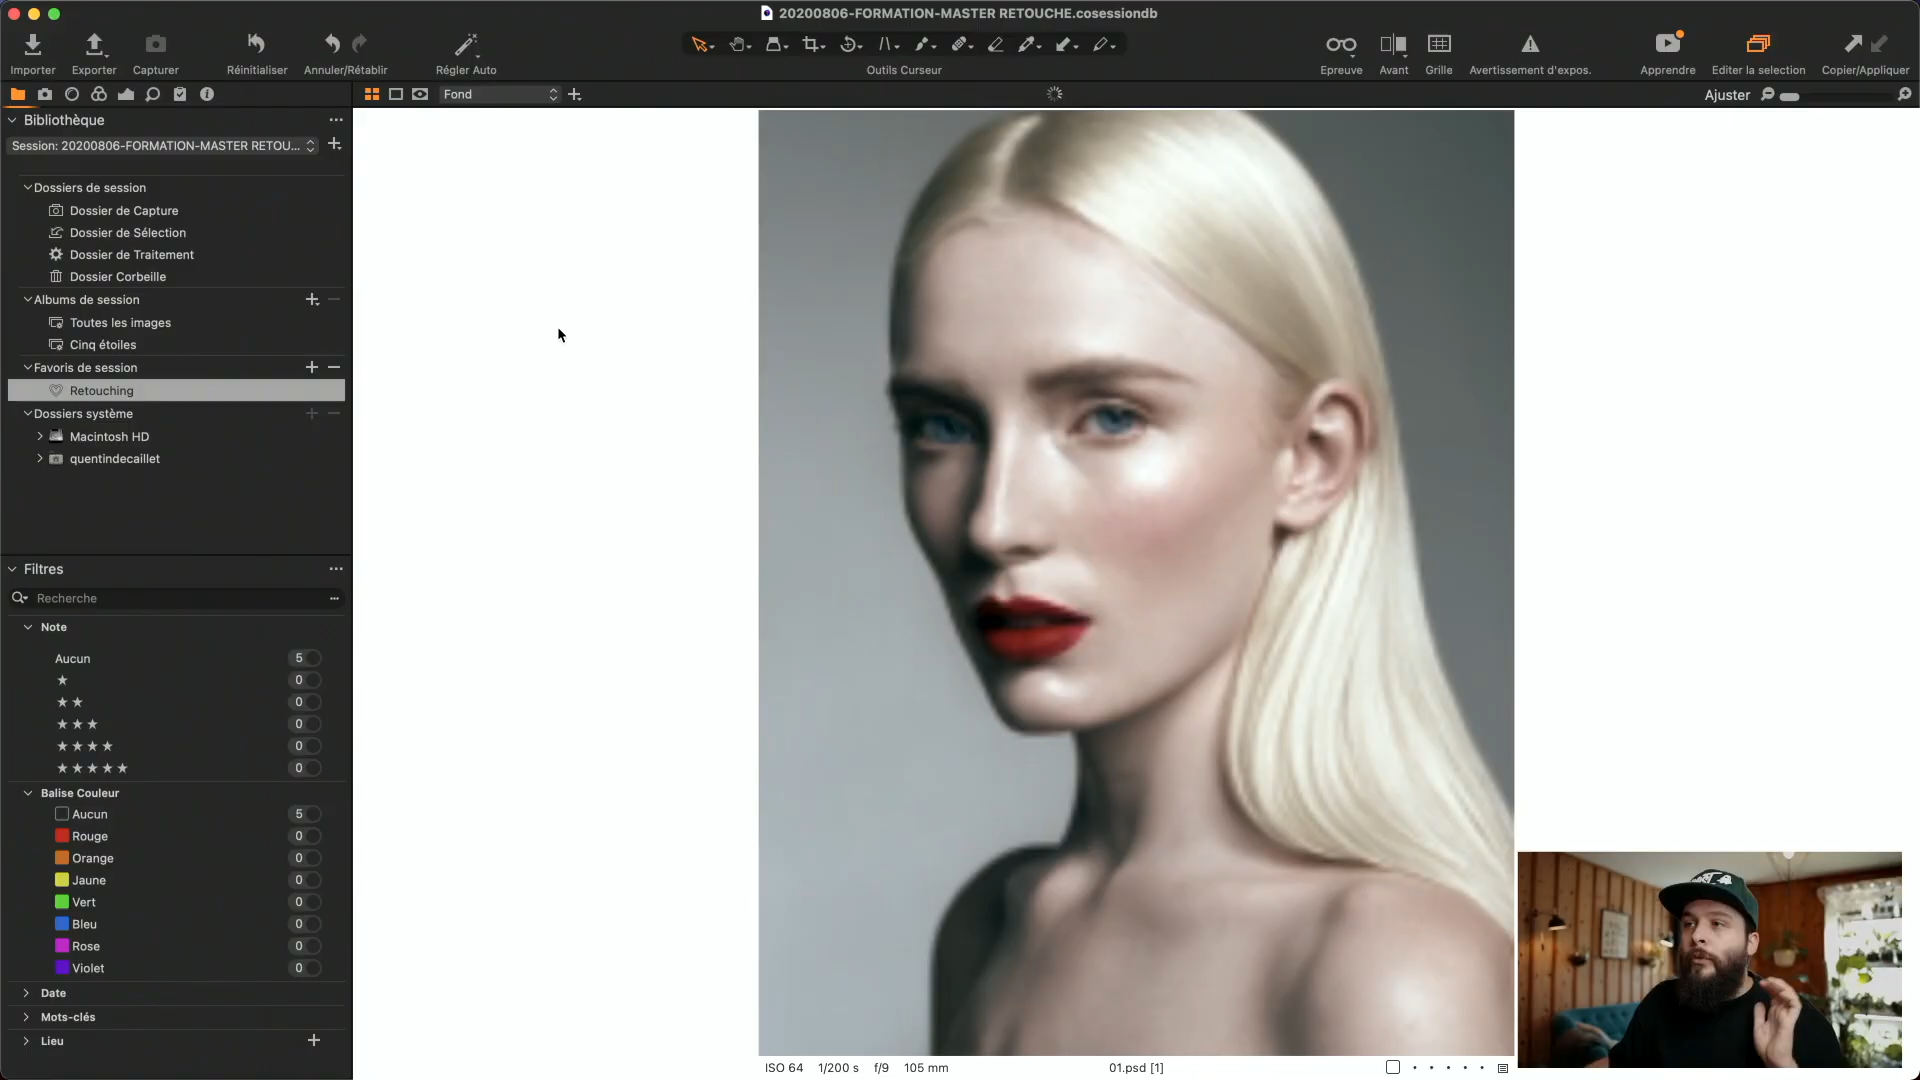 20200806-FORMATION-MASTER RETOUCHE.cosessiondb
Importer
Exporter
Capturer
Réinitialiser
Annuler/Rétablir
Régler Auto
Outils Curseur
Epreuve
Avant
Grille
Avertissement d'expos.
Apprendre
Editer la selection
Copier/Appliquer
Fond
Ajuster
Bibliothèque
Session: 20200806-FORMATION-MASTER RETOU...
Dossiers de session
Dossier de Capture
Dossier de Sélection
Dossier de Traitement
Dossier Corbeille
Albums de session
Toutes les images
Cinq étoiles
Favoris de session
Retouching
Dossiers système
Macintosh HD
quentindecaillet
Filtres
Recherche
Note
Aucun 5
★ 0
★ ★ 0
★ ★ ★ 0
★ ★ ★ ★ 0
★ ★ ★ ★ ★ 0
Balise Couleur
Aucun 5
Rouge 0
Orange 0
Jaune 0
Vert 0
Bleu 0
Rose 0
Violet 0
Date
Mots-clés
Lieu
ISO 64 1/200 s f/9 105 mm 01.psd [1]